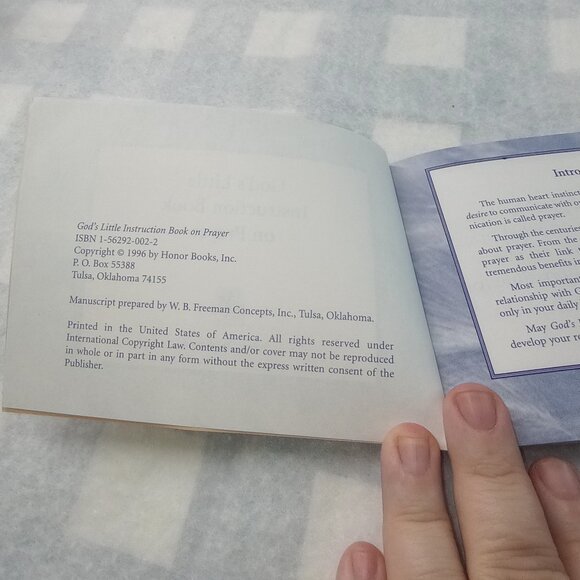 God's Little Instruction Book on Prayer
ISBN 1-56292-002-2
Copyright © 1996 by Honor Books, Inc.
P. O. Box 55388
Tulsa, Oklahoma 74155
Manuscript prepared by W. B. Freeman Concepts, Inc., Tulsa, Oklahoma.
Printed in the United States of America. All rights reserved under
International Copyright Law. Contents and/or cover may not be reproduced
in whole or in part in any form without the express written consent of the
Publisher.
Intro
The human heart instinc
desire to communicate with
nication is called prayer.
Through the centuries
about prayer. From the
prayer as their link
tremendous benefits in
Most important
relationship with G
only in your daily
May God's
develop your re